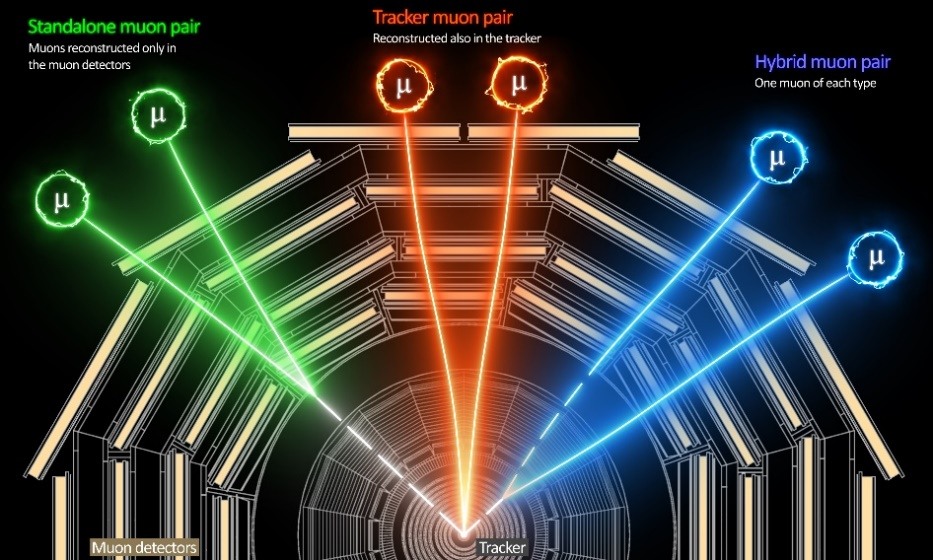 Standalone muon pair
Muons reconstructed only in
the muon detectors
Tracker muon pair
Reconstructed also in the tracker
Hybrid muon pair
One muon of each type
μ
μ
μ
μ
μ
μ
Muon detectors
Tracker